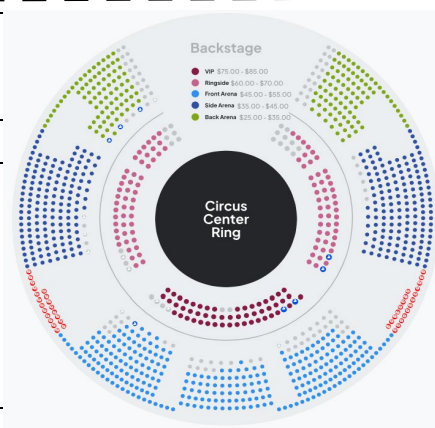 Backstage
VIP $75.00 - $85.00
Ringside $60.00 - $70.00
Front Arena $45.00 - $55.00
Side Arena $35.00 - $45.00
Back Arena $25.00 - $35.00
Circus
Center
Ring